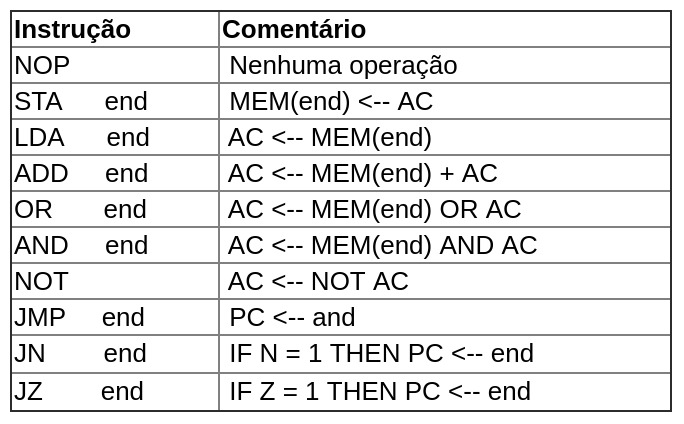 Instrução Comentário
NOP Nenhuma operação
STA end MEM(end) <-- AC
LDA end AC <-- MEM(end)
ADD end AC <-- MEM(end) + AC
OR end AC <-- MEM(end) OR AC
AND end AC <-- MEM(end) AND AC
NOT AC <-- NOT AC
JMP end PC <-- and
JN end IF N = 1 THEN PC <-- end
JZ end IF Z = 1 THEN PC <-- end